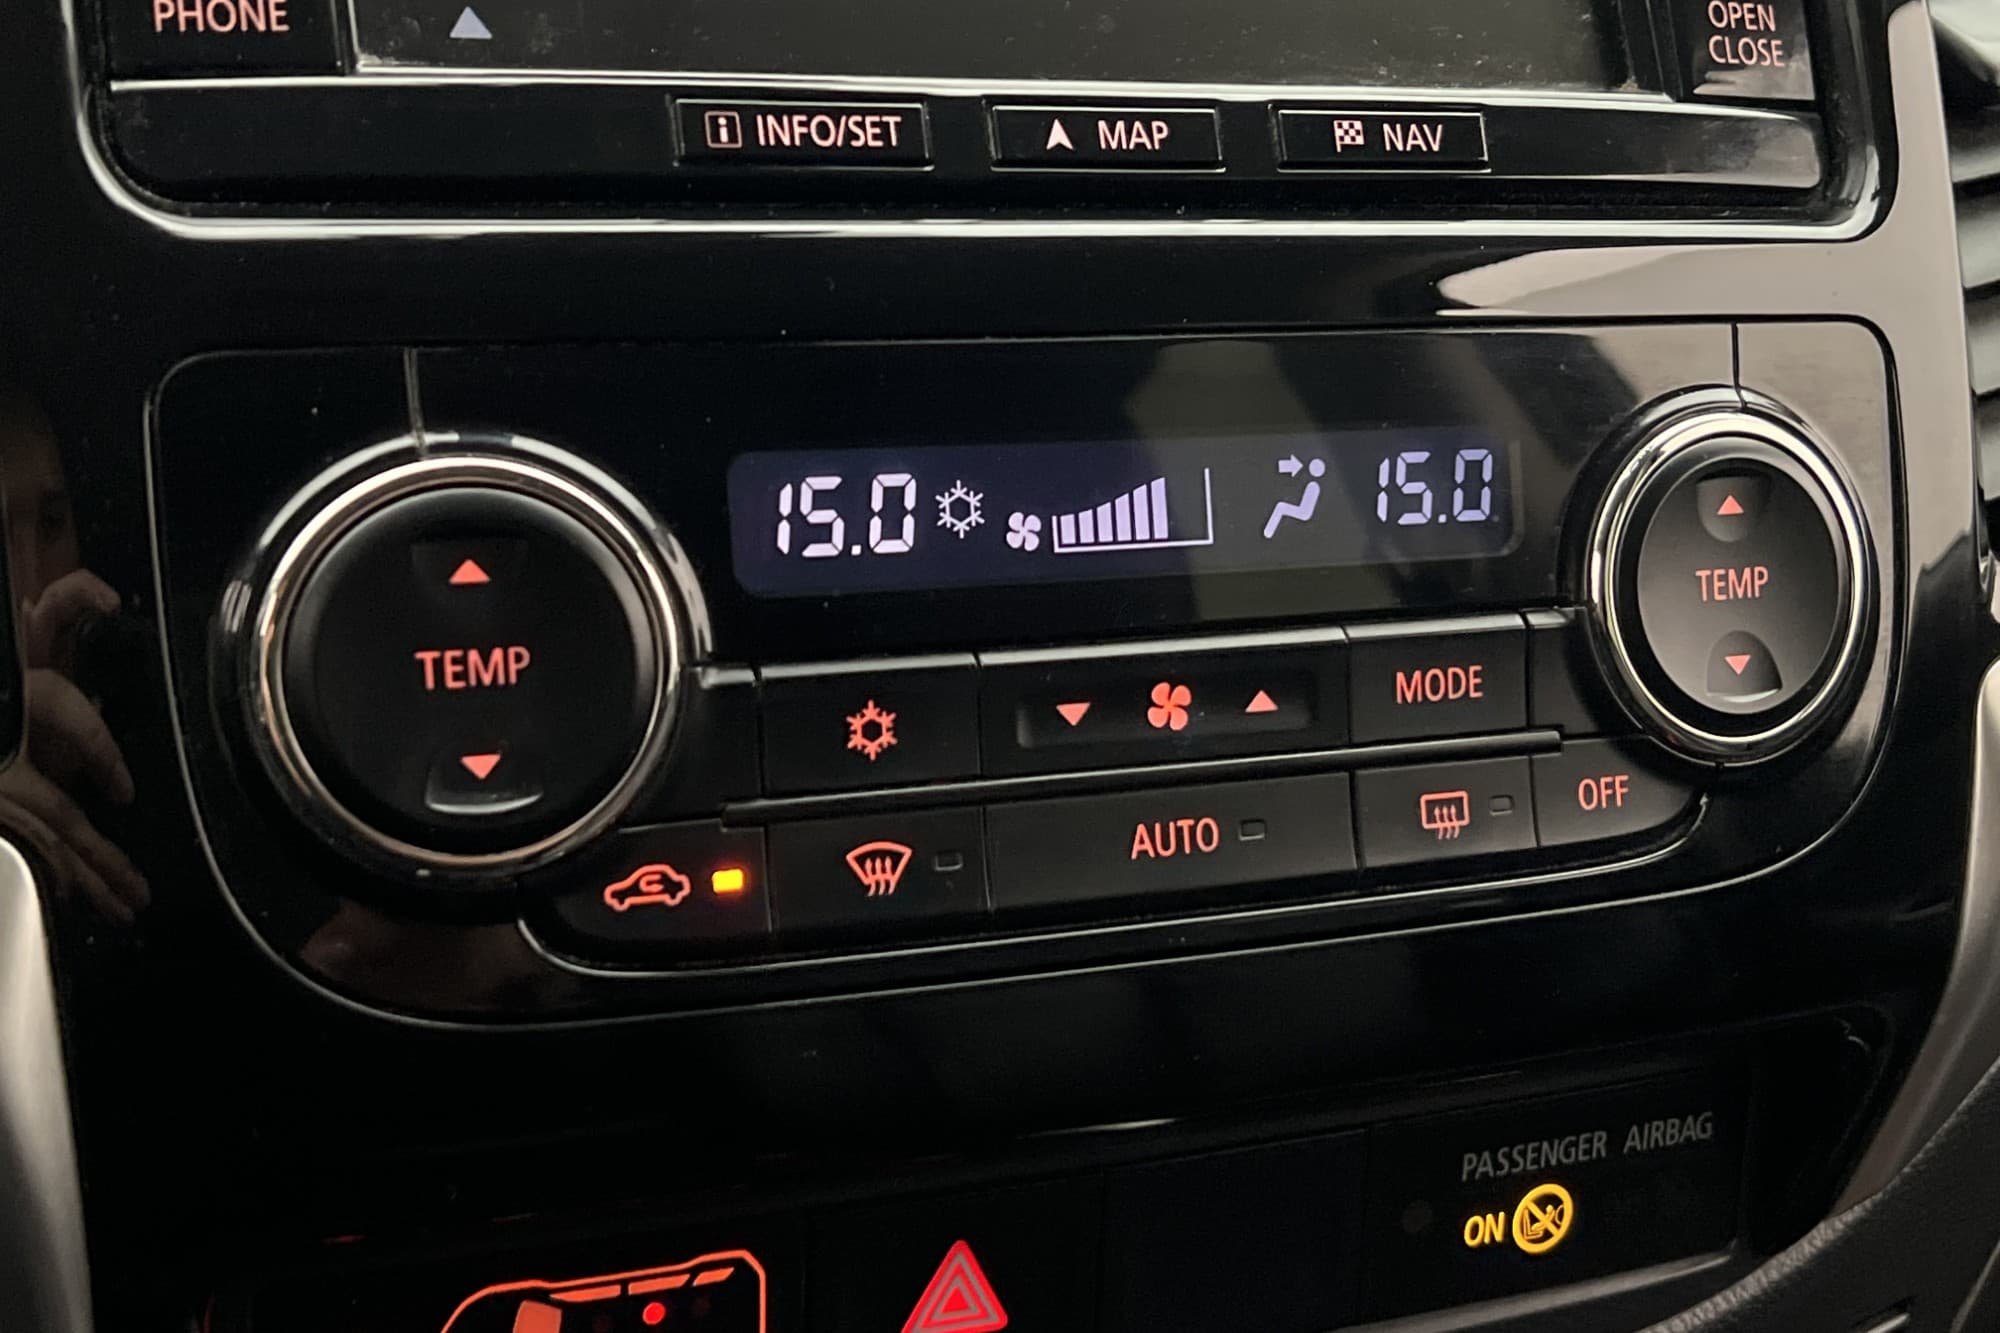 PHONE
OPEN
CLOSE
i INFO/SET
MAP
NAV
15.0
15.0
TEMP
TEMP
MODE
AUTO
OFF
PASSENGER AIRBAG
ON